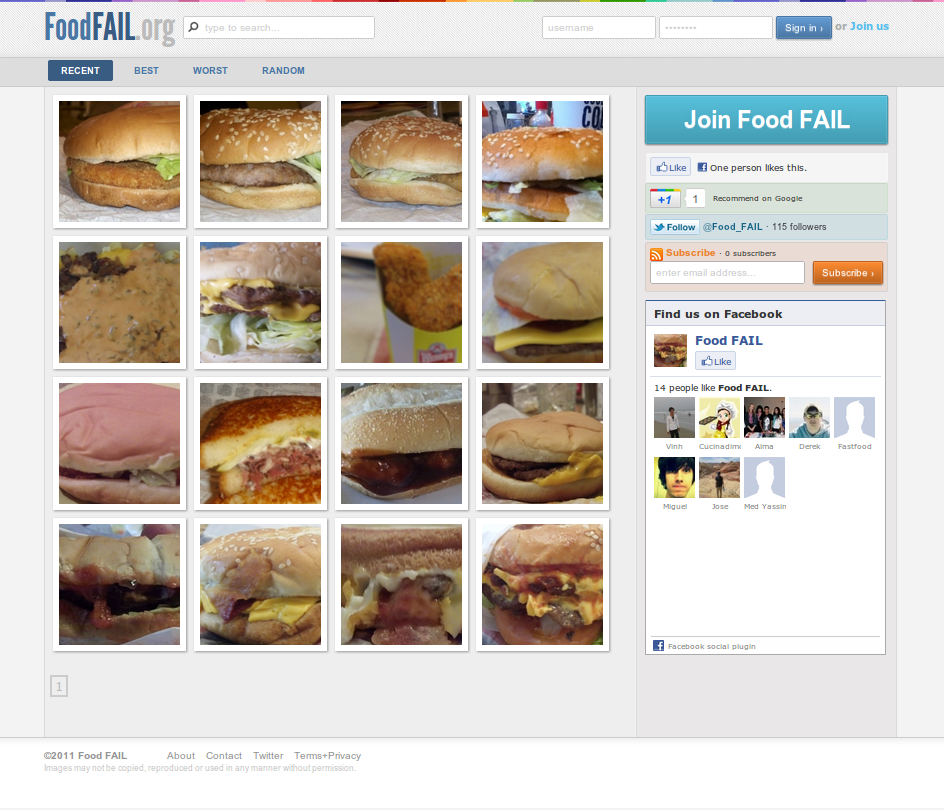 FoodFAIL.org
type to search...
username
••••••••
Sign in ›
or Join us
RECENT
BEST
WORST
RANDOM
Join Food FAIL
Like
One person likes this.
+1
1
Recommend on Google
Follow
@Food_FAIL · 115 followers
Subscribe · 0 subscribers
enter email address...
Subscribe ›
Find us on Facebook
Food FAIL
Like
14 people like Food FAIL.
Vinh
Cucinadim
Alma
Derek
Fastfood
Miguel
Jose
Med Yassin
Facebook social plugin
1
©2011 Food FAIL
About
Contact
Twitter
Terms+Privacy
Images may not be copied, reproduced or used in any manner without permission.